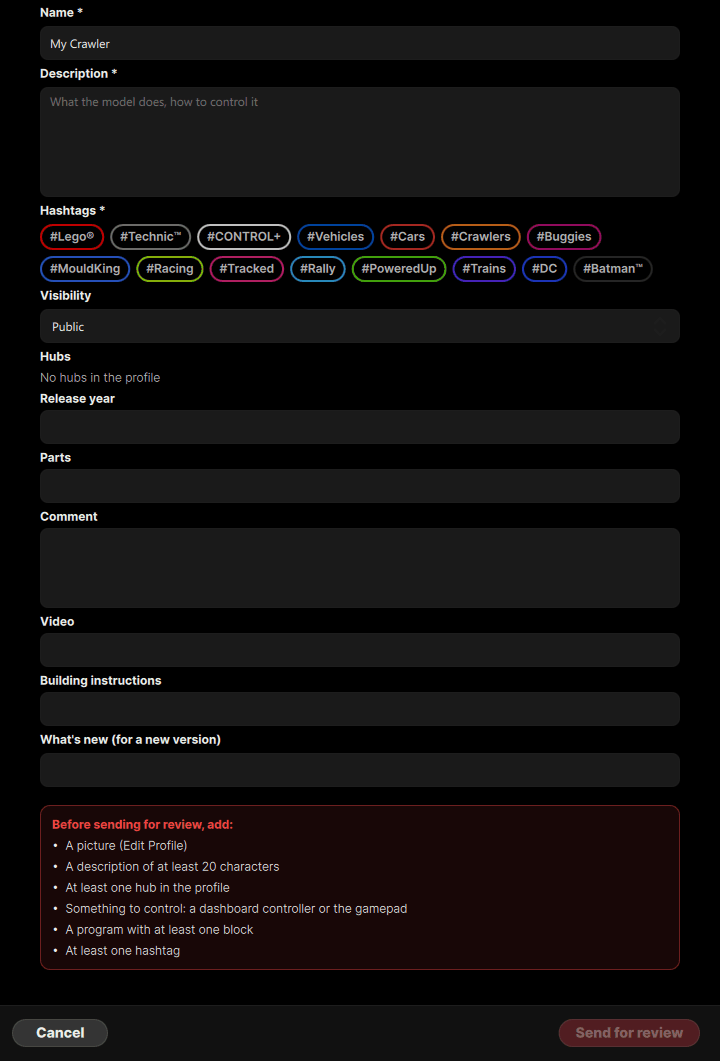 Name *
My Crawler
Description *
What the model does, how to control it
Hashtags *
#Lego® #Technic™ #CONTROL+ #Vehicles #Cars #Crawlers #Buggies
#MouldKing #Racing #Tracked #Rally #PoweredUp #Trains #DC #Batman™
Visibility
Public
Hubs
No hubs in the profile
Release year
Parts
Comment
Video
Building instructions
What's new (for a new version)
Before sending for review, add:
• A picture (Edit Profile)
• A description of at least 20 characters
• At least one hub in the profile
• Something to control: a dashboard controller or the gamepad
• A program with at least one block
• At least one hashtag
Cancel Send for review